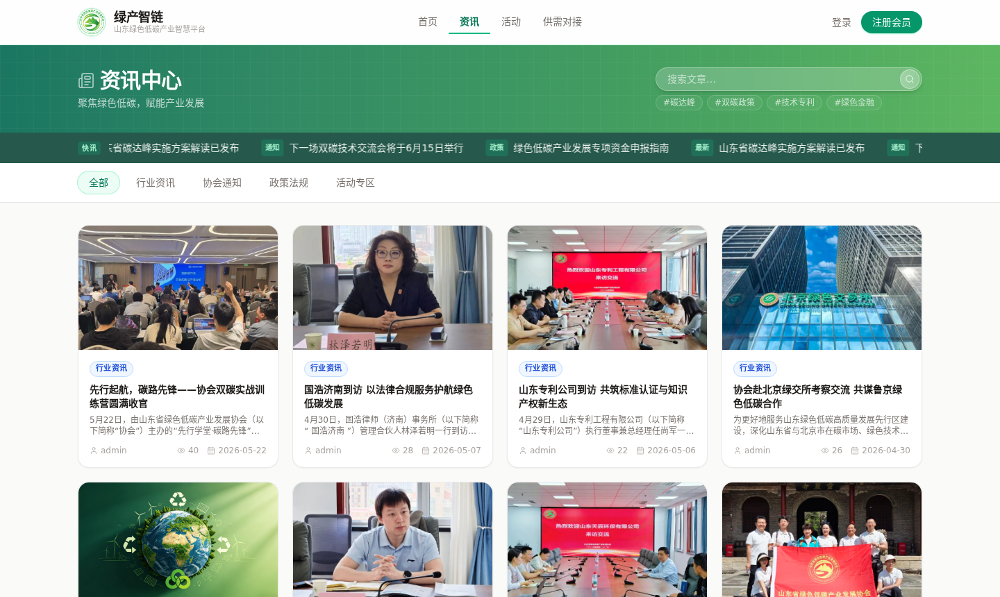 绿产智链
山东绿色低碳产业智慧平台
首页
资讯
活动
供需对接
登录
注册会员
资讯中心
聚焦绿色低碳，赋能产业发展
搜索文章...
#碳达峰
#双碳政策
#技术专利
#绿色金融
快讯
省碳达峰实施方案解读已发布
通知
下一场双碳技术交流会将于6月15日举行
政策
绿色低碳产业发展专项资金申报指南
最新
山东省碳达峰实施方案解读已发布
通知
全部
行业资讯
协会通知
政策法规
活动专区
林泽若明
热烈欢迎山东专利工程有限公司
来访交流
北京绿色交易所
行业资讯
先行起航，碳路先锋——协会双碳实战训
练营圆满收官
5月22日，由山东省绿色低碳产业发展协会（以
下简称“协会”）主办的“先行学堂·碳路先锋”...
admin
40
2026-05-22
行业资讯
国浩济南到访 以法律合规服务护航绿色
低碳发展
4月30日，国浩律师（济南）事务所（以下简称
“ 国浩济南 ”）管理合伙人林泽若明一行到访...
admin
28
2026-05-07
行业资讯
山东专利公司到访 共筑标准认证与知识
产权新生态
4月29日，山东专利工程有限公司（以下简称
“山东专利公司”）执行董事兼总经理任尚军一...
admin
22
2026-05-06
行业资讯
协会赴北京绿交所考察交流 共谋鲁京绿
色低碳合作
为更好地服务山东绿色低碳高质量发展先行区建
设，深化山东省与北京市在碳市场、绿色技术...
admin
26
2026-04-30
热烈欢迎山东天辰环保有限公司
来访交流
山东省绿色低碳产业发展协会